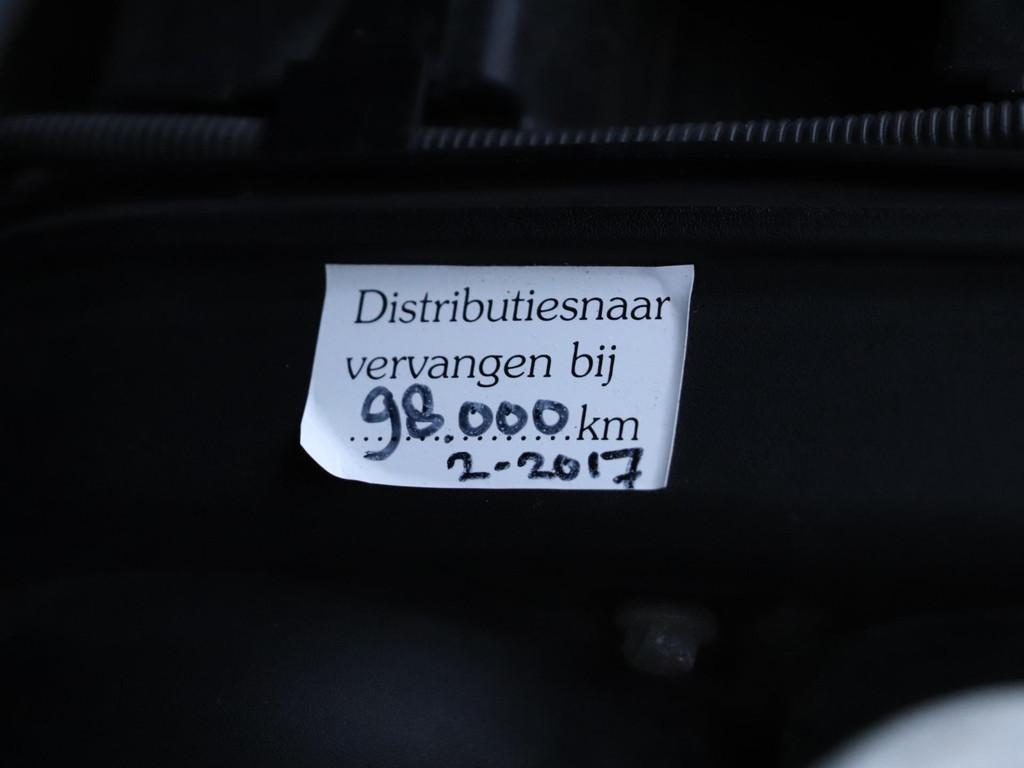 Distributiesnaar
vervangen bij
98.000 km
2-2017